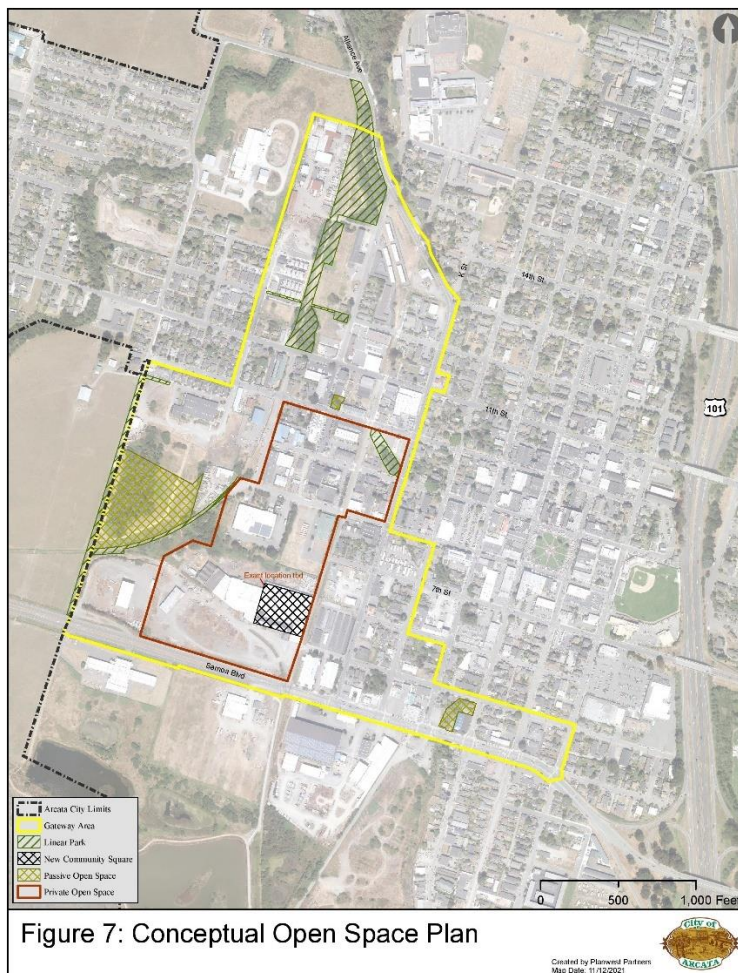 Alliance Ave
K St
14th St
11th St
101
7th St
Exact location tbd
Samoa Blvd
Arcata City Limits
Gateway Area
Linear Park
New Community Square
Passive Open Space
Private Open Space
0 500 1,000 Feet
Figure 7: Conceptual Open Space Plan
Created by Planwest Partners
Map Date: 11/12/2021
City of
ARCATA